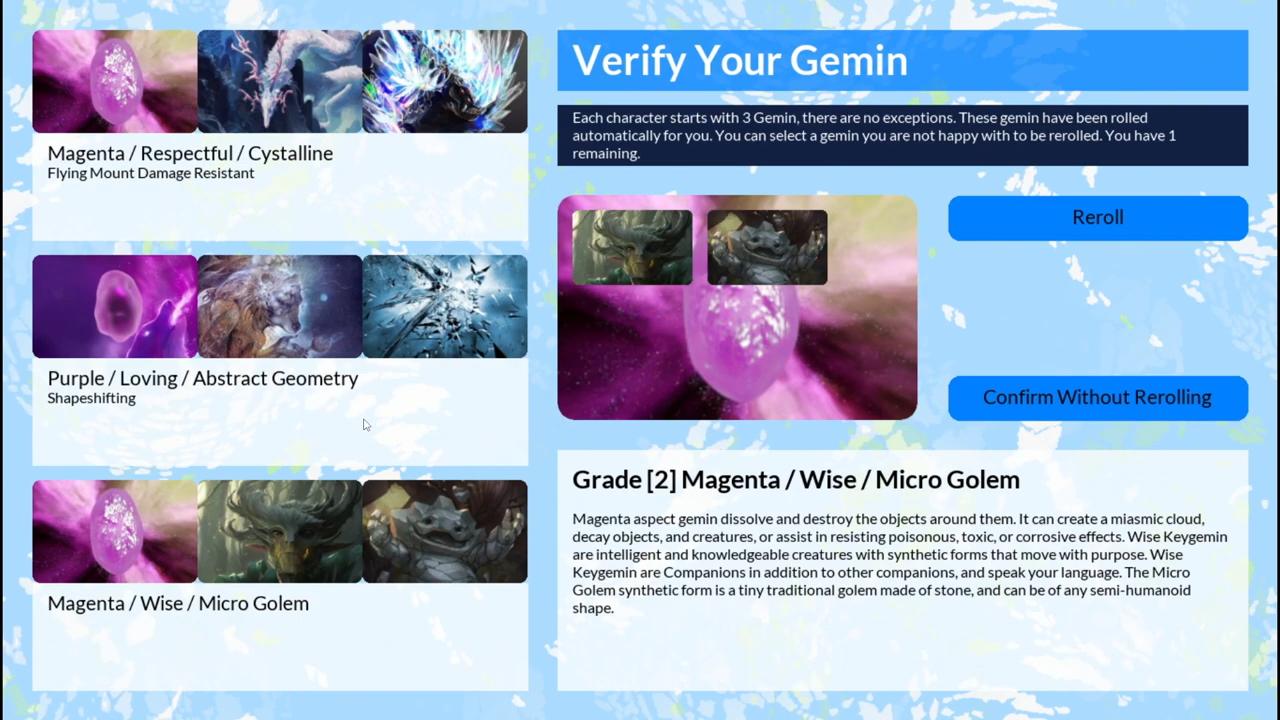 Magenta / Respectful / Cystalline
Flying Mount Damage Resistant
Purple / Loving / Abstract Geometry
Shapeshifting
Magenta / Wise / Micro Golem
Verify Your Gemin
Each character starts with 3 Gemin, there are no exceptions. These gemin have been rolled
automatically for you. You can select a gemin you are not happy with to be rerolled. You have 1
remaining.
Reroll
Confirm Without Rerolling
Grade [2] Magenta / Wise / Micro Golem
Magenta aspect gemin dissolve and destroy the objects around them. It can create a miasmic cloud,
decay objects, and creatures, or assist in resisting poisonous, toxic, or corrosive effects. Wise Keygemin
are intelligent and knowledgeable creatures with synthetic forms that move with purpose. Wise
Keygemin are Companions in addition to other companions, and speak your language. The Micro
Golem synthetic form is a tiny traditional golem made of stone, and can be of any semi-humanoid
shape.